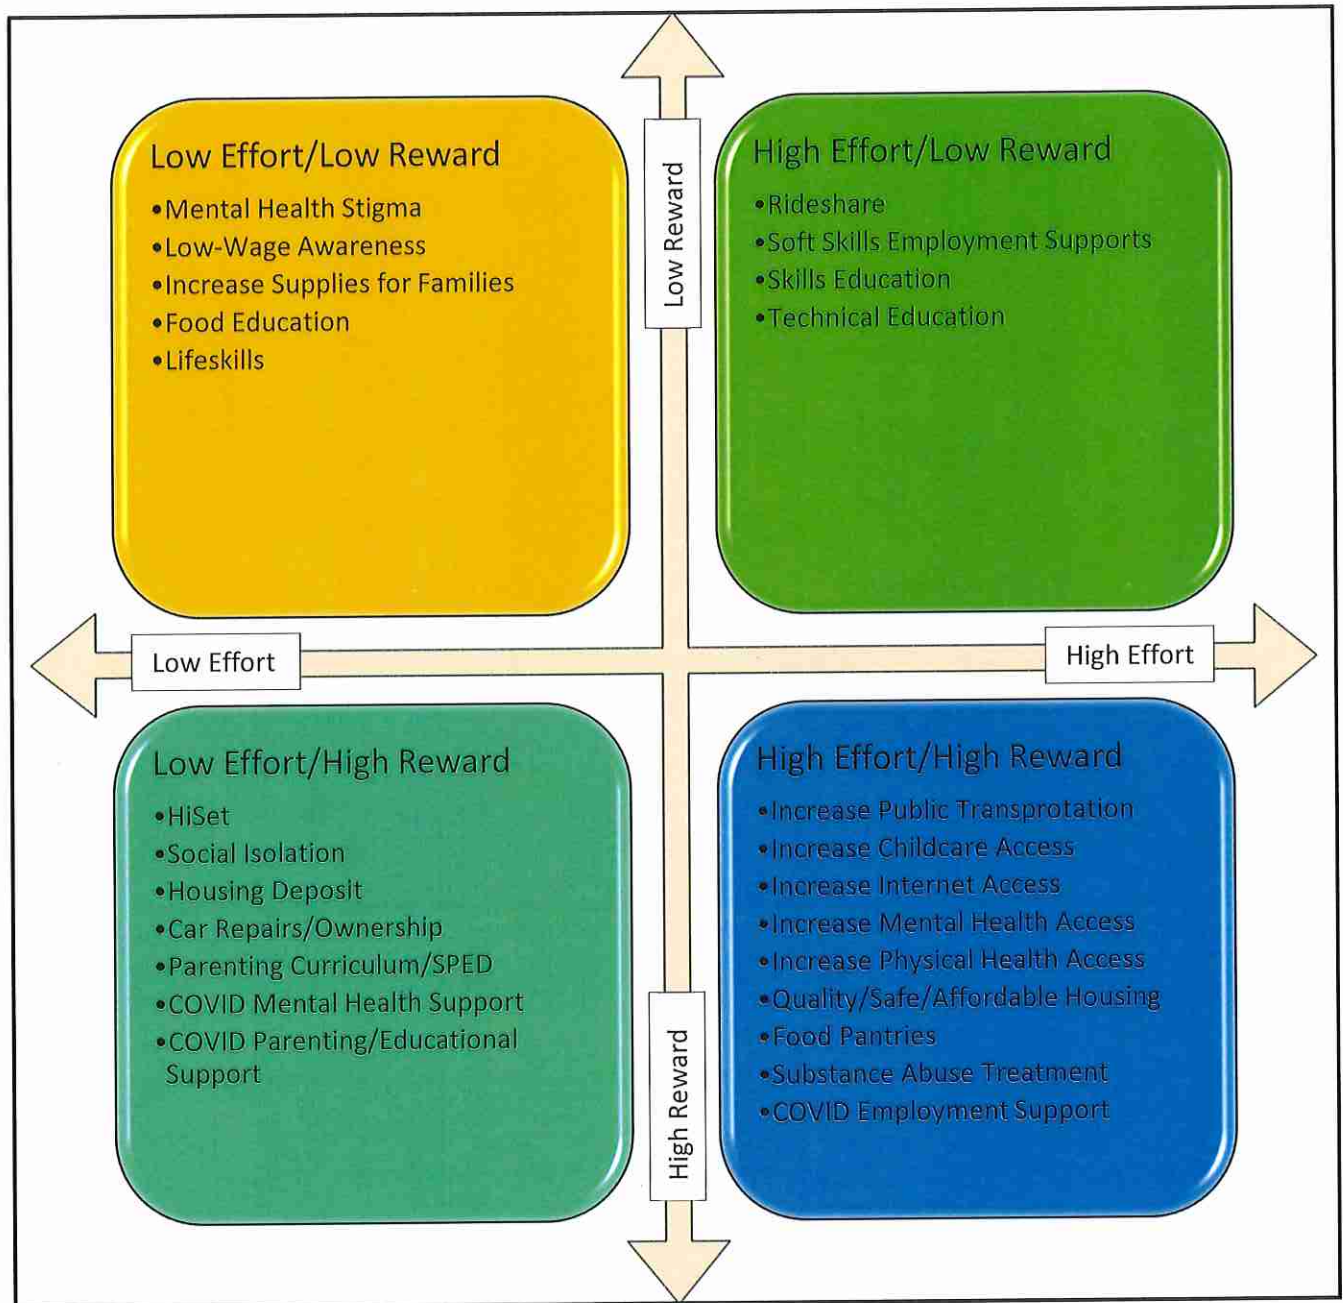 Low Effort/Low Reward
•Mental Health Stigma
•Low-Wage Awareness
•Increase Supplies for Families
•Food Education
•Lifeskills
Low Reward
High Effort/Low Reward
•Rideshare
•Soft Skills Employment Supports
•Skills Education
•Technical Education
Low Effort
High Effort
Low Effort/High Reward
•HiSet
•Social Isolation
•Housing Deposit
•Car Repairs/Ownership
•Parenting Curriculum/SPED
•COVID Mental Health Support
•COVID Parenting/Educational
Support
High Reward
High Effort/High Reward
•Increase Public Transprotation
•Increase Childcare Access
•Increase Internet Access
•Increase Mental Health Access
•Increase Physical Health Access
•Quality/Safe/Affordable Housing
•Food Pantries
•Substance Abuse Treatment
•COVID Employment Support